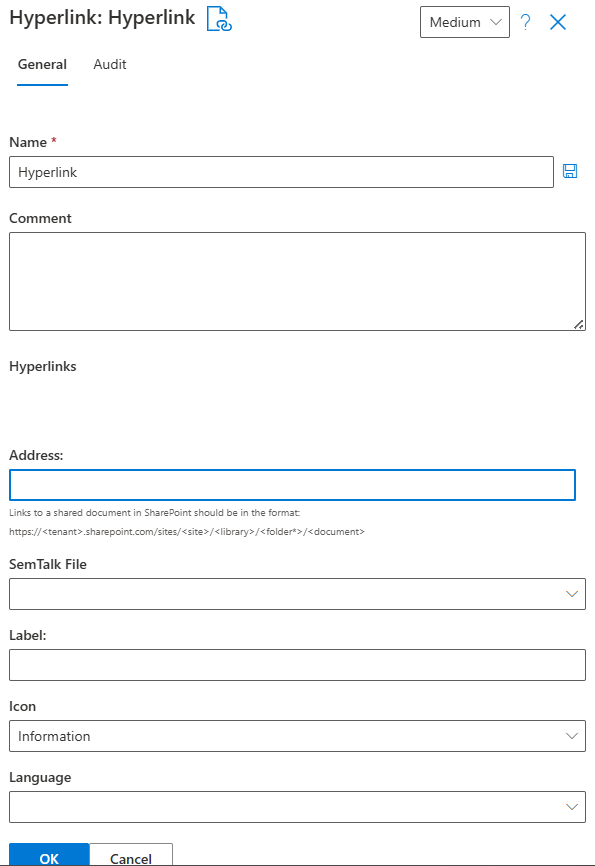 Hyperlink: Hyperlink
Medium
?
General
Audit
Name *
Hyperlink
Comment
Hyperlinks
Address:
Links to a shared document in SharePoint should be in the format:
https://<tenant>.sharepoint.com/sites/<site>/<library>/<folder*>/<document>
SemTalk File
Label:
Icon
Information
Language
OK
Cancel